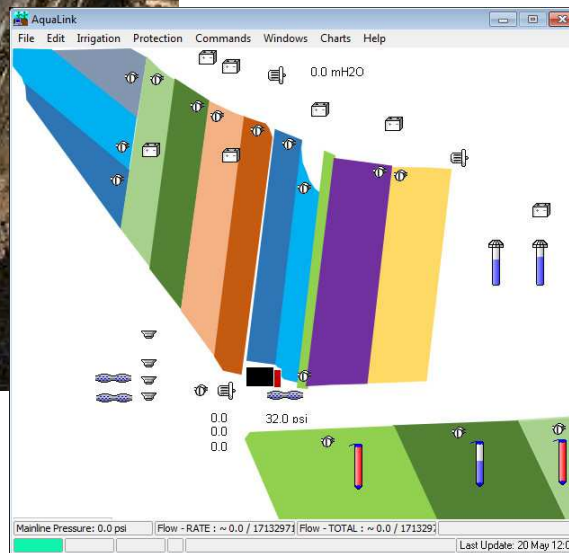 AquaLink
File Edit Irrigation Protection Commands Windows Charts Help
0.0 mH2O
0.0 32.0 psi
0.0
0.0
Mainline Pressure: 0.0 psi Flow - RATE : ~ 0.0 / 17132971 Flow - TOTAL : ~ 0.0 / 171329
Last Update: 20 May 12:0